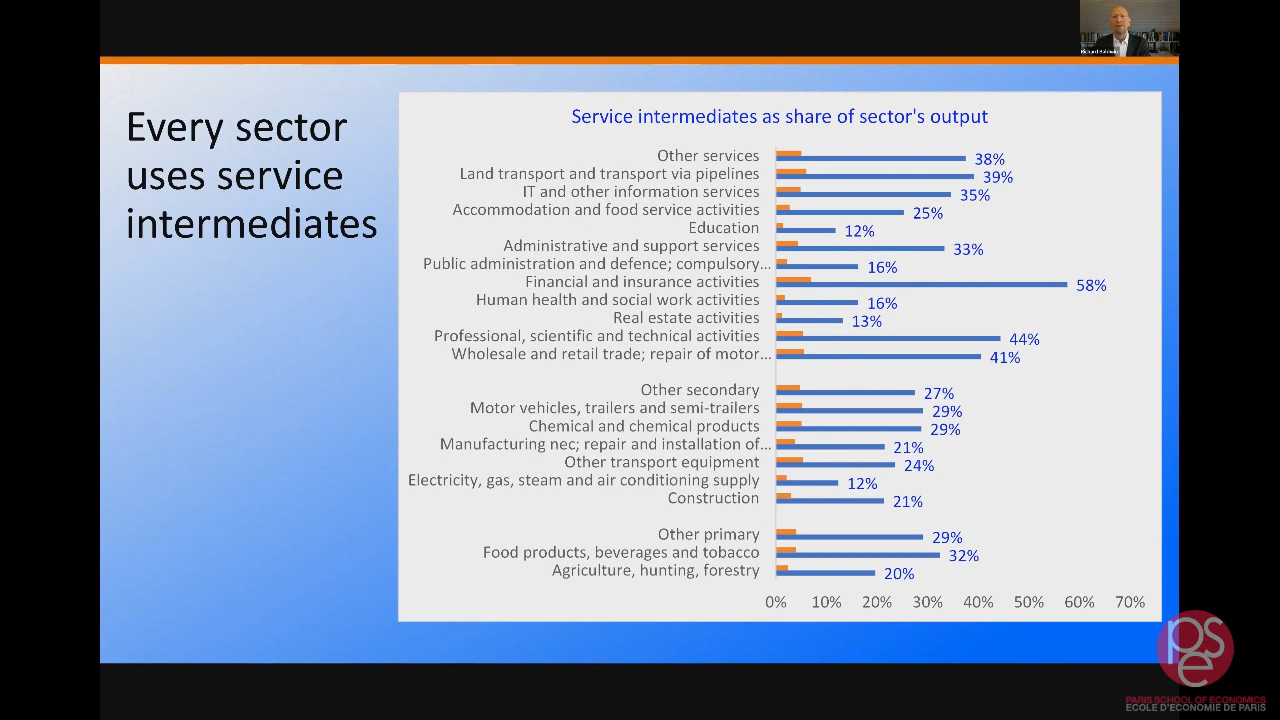 Richard Baldwin
Every sector
uses service
intermediates
Service intermediates as share of sector's output
Other services 38%
Land transport and transport via pipelines 39%
IT and other information services 35%
Accommodation and food service activities 25%
Education 12%
Administrative and support services 33%
Public administration and defence; compulsory... 16%
Financial and insurance activities 58%
Human health and social work activities 16%
Real estate activities 13%
Professional, scientific and technical activities 44%
Wholesale and retail trade; repair of motor... 41%
Other secondary 27%
Motor vehicles, trailers and semi-trailers 29%
Chemical and chemical products 29%
Manufacturing nec; repair and installation of... 21%
Other transport equipment 24%
Electricity, gas, steam and air conditioning supply 12%
Construction 21%
Other primary 29%
Food products, beverages and tobacco 32%
Agriculture, hunting, forestry 20%
0% 10% 20% 30% 40% 50% 60% 70%
pse
PARIS SCHOOL OF ECONOMICS
ECOLE D'ECONOMIE DE PARIS